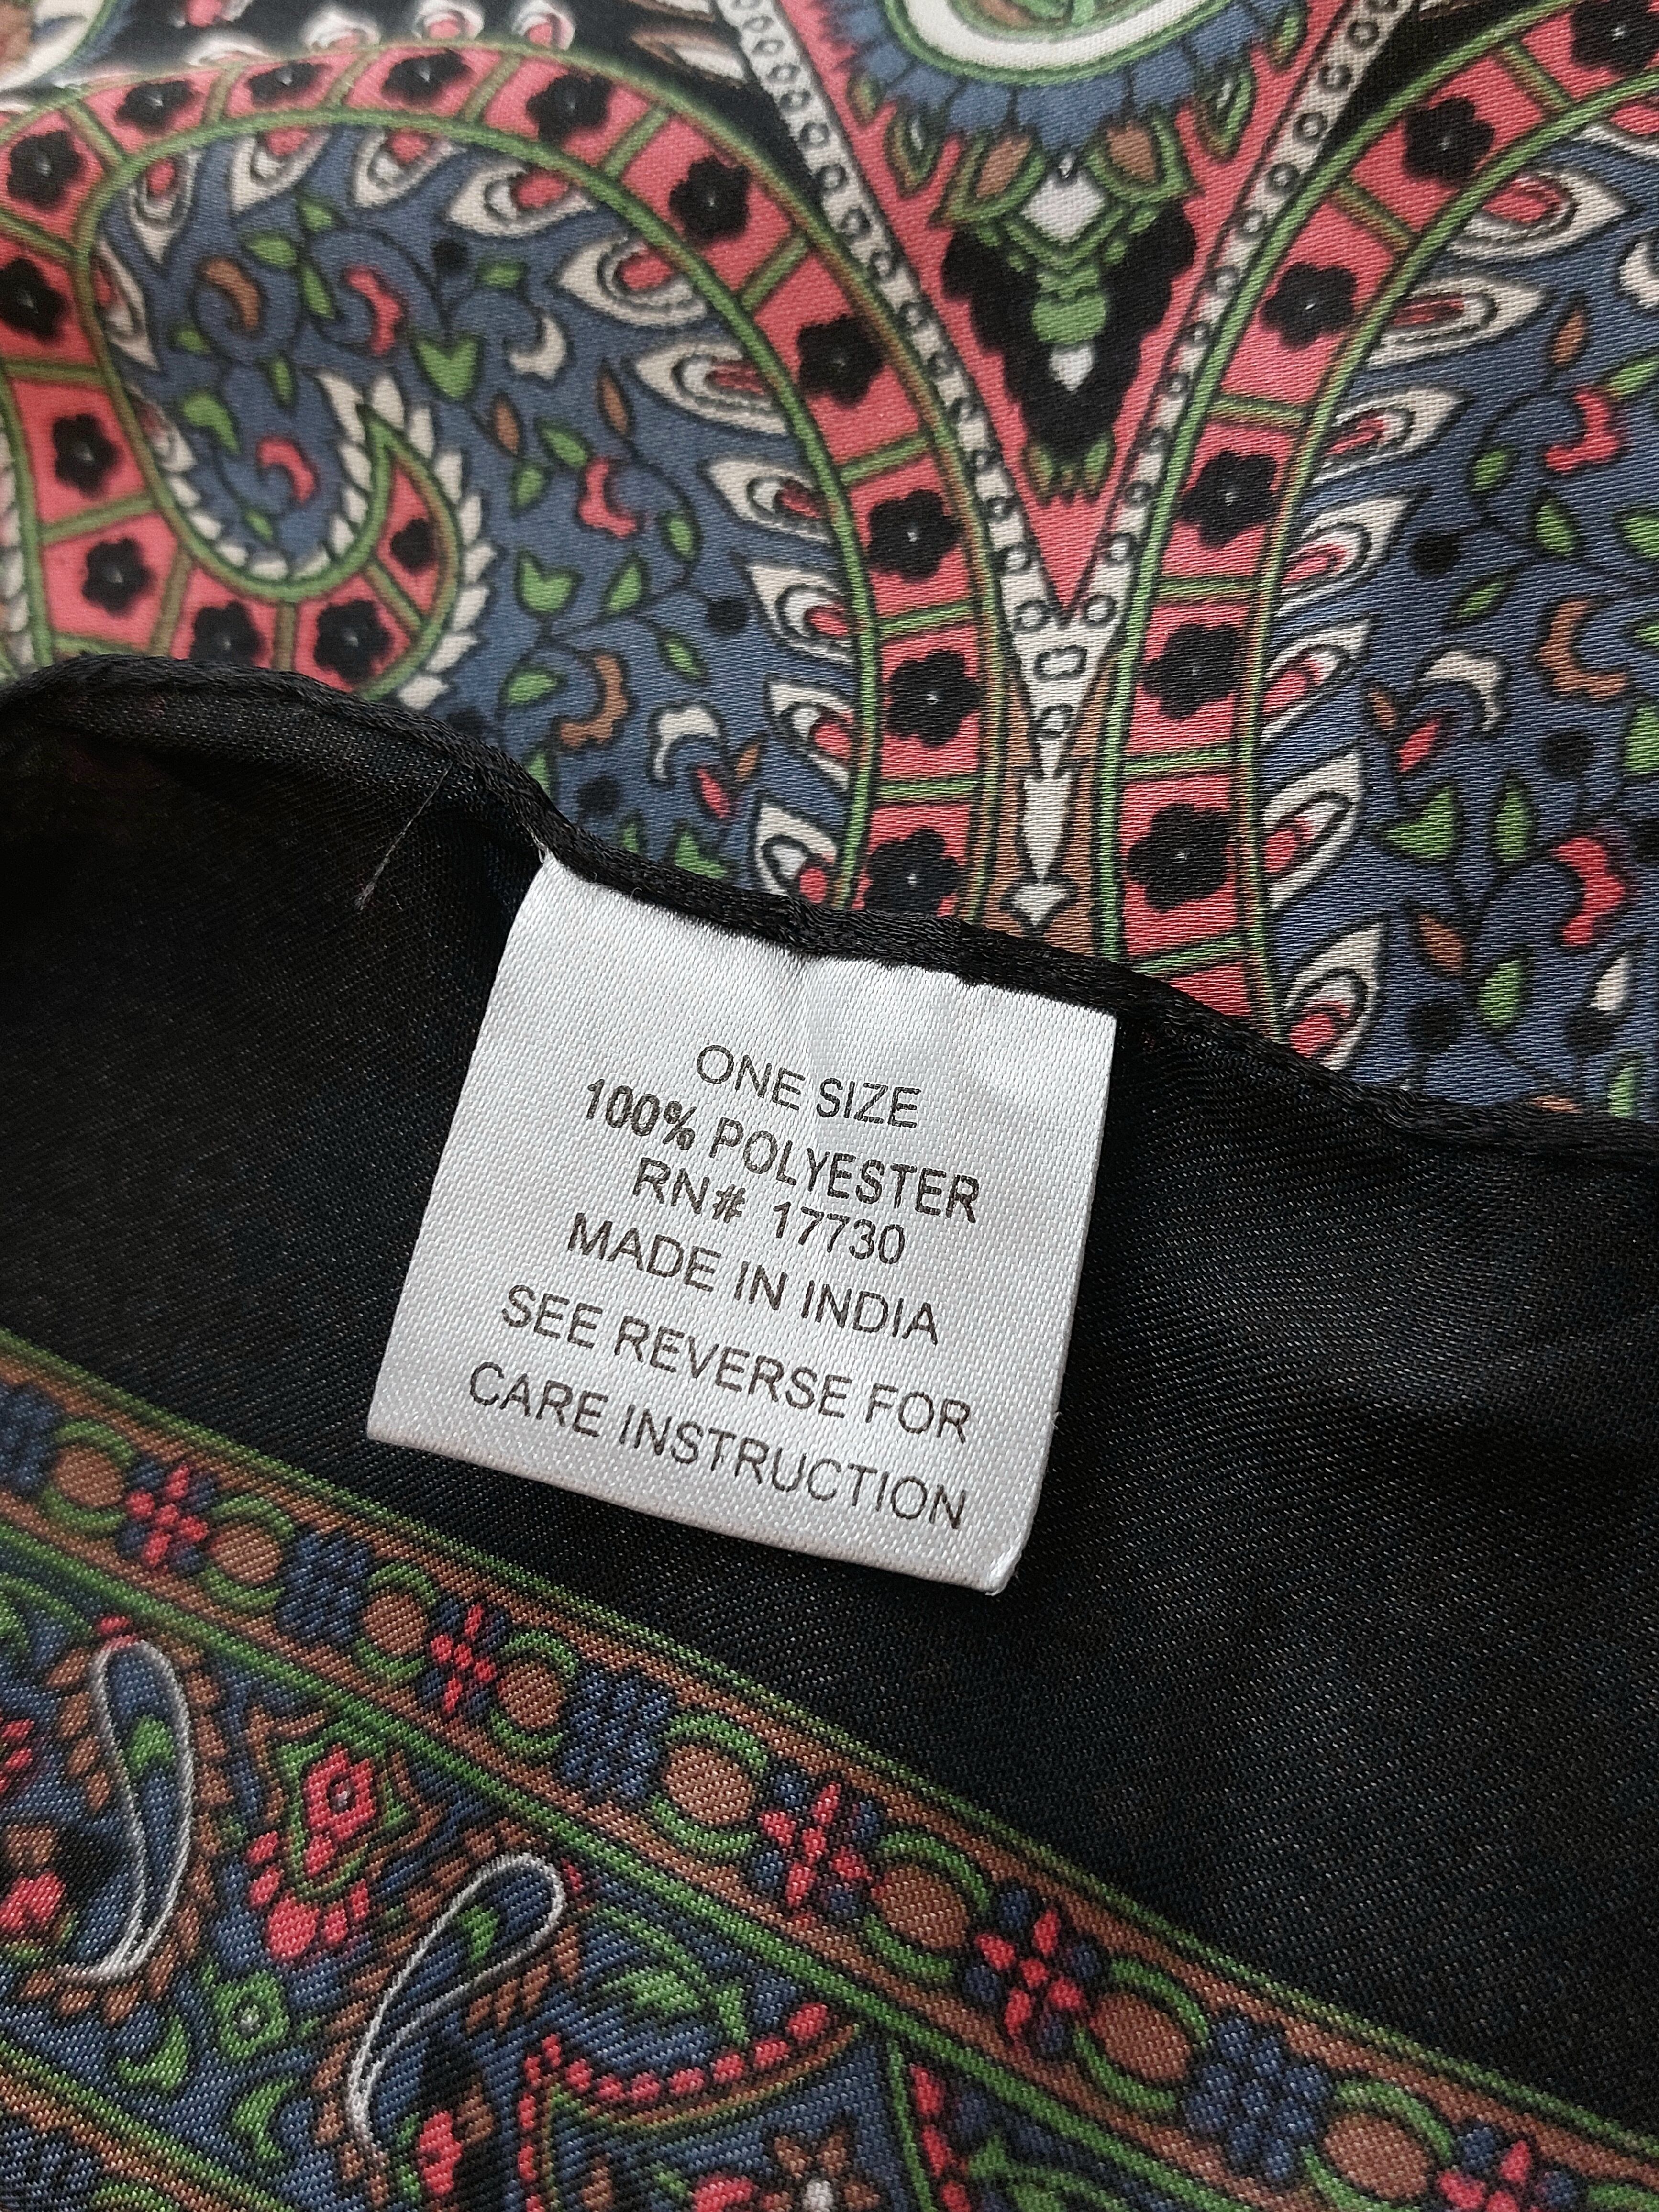 ONE SIZE
100% POLYESTER
RN# 17730
MADE IN INDIA
SEE REVERSE FOR
CARE INSTRUCTION